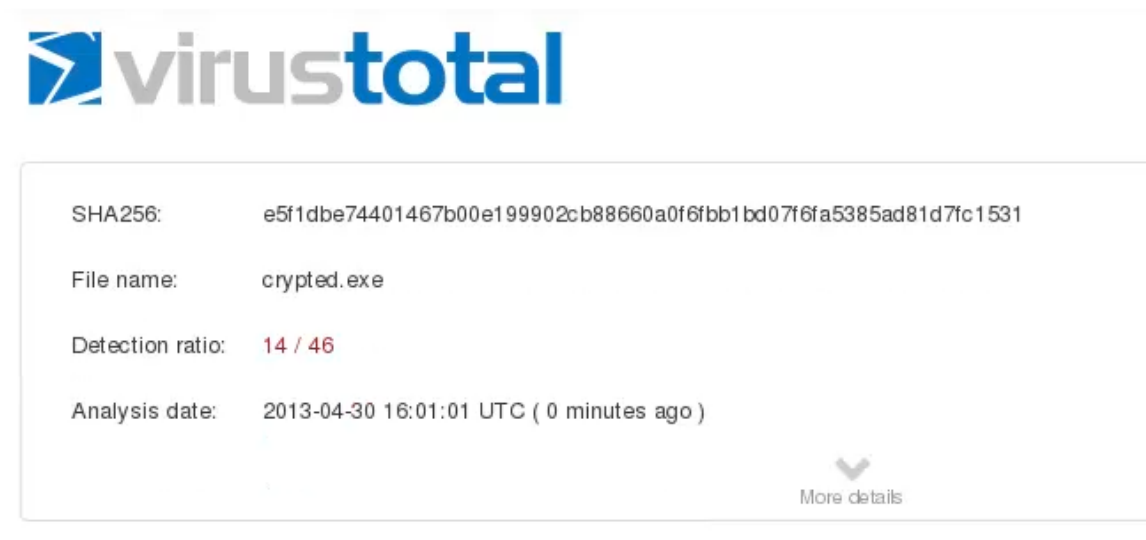 virustotal
SHA256: e5f1dbe74401467b00e199902cb88660a0f6fbb1bd07f6fa5385ad81d7fc1531
File name: crypted.exe
Detection ratio: 14 / 46
Analysis date: 2013-04-30 16:01:01 UTC ( 0 minutes ago )
More details